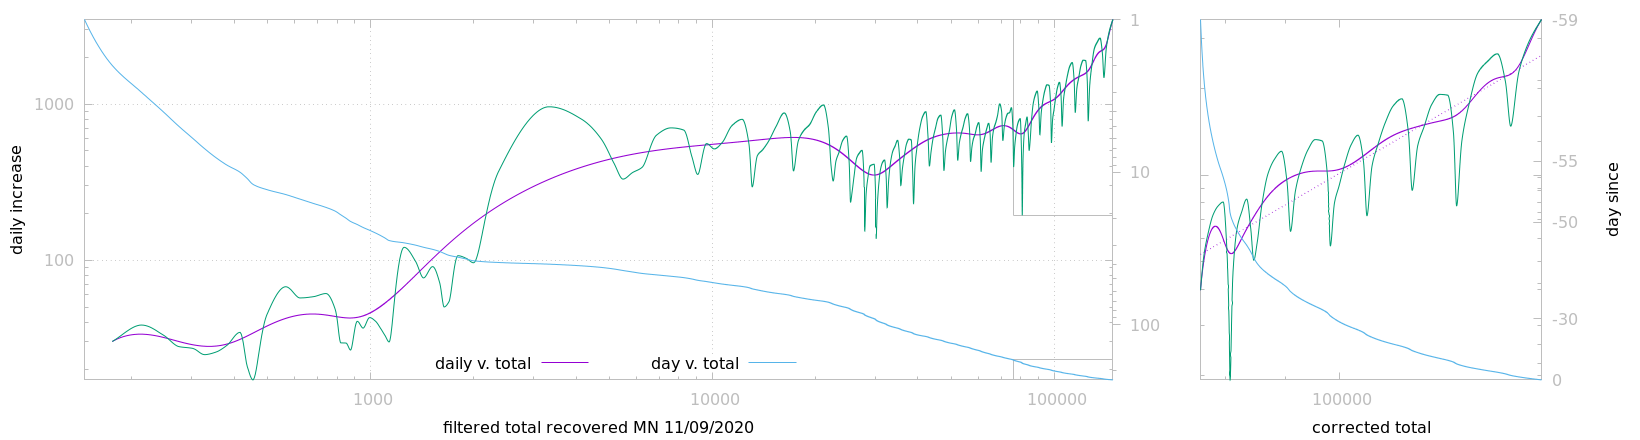 daily increase
1000
100
1
10
100
daily v. total
day v. total
1000
10000
100000
filtered total recovered MN 11/09/2020
-59
-55
-50
-30
0
day since
100000
corrected total